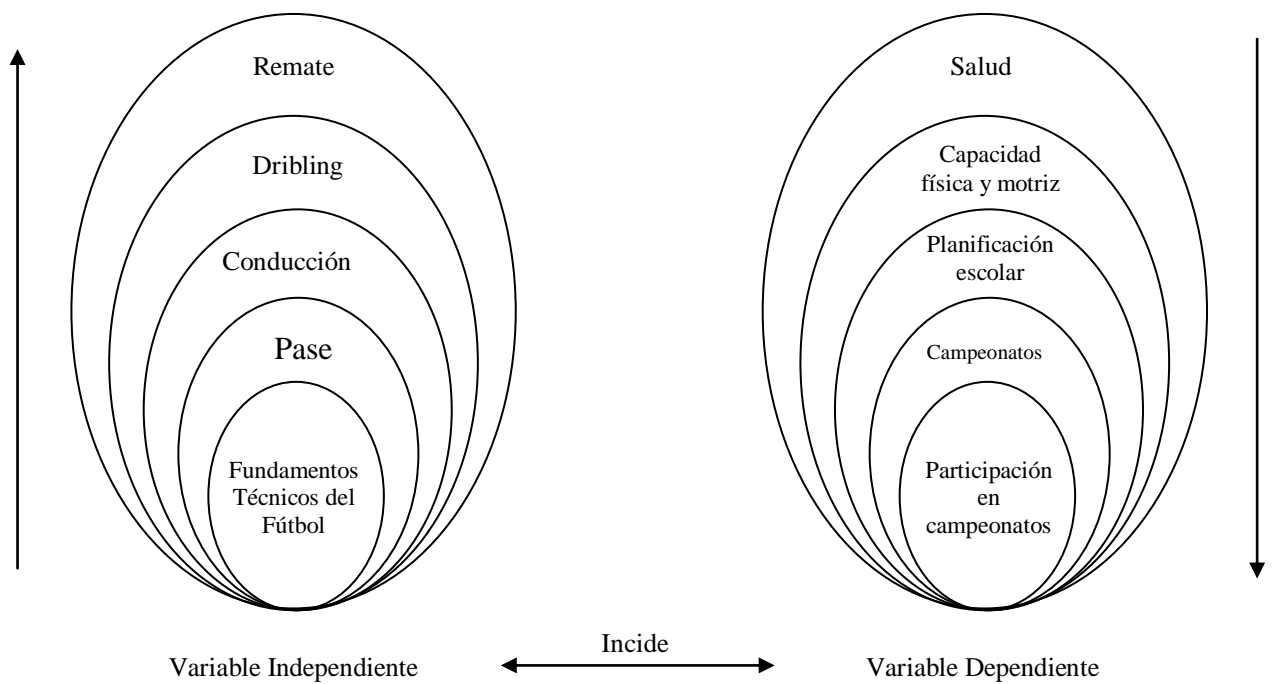 Remate
Dribling
Conducción
Pase
Fundamentos
Técnicos del
Fútbol
Variable Independiente
Incide
Salud
Capacidad
física y motriz
Planificación
escolar
Campeonatos
Participación
en
campeonatos
Variable Dependiente